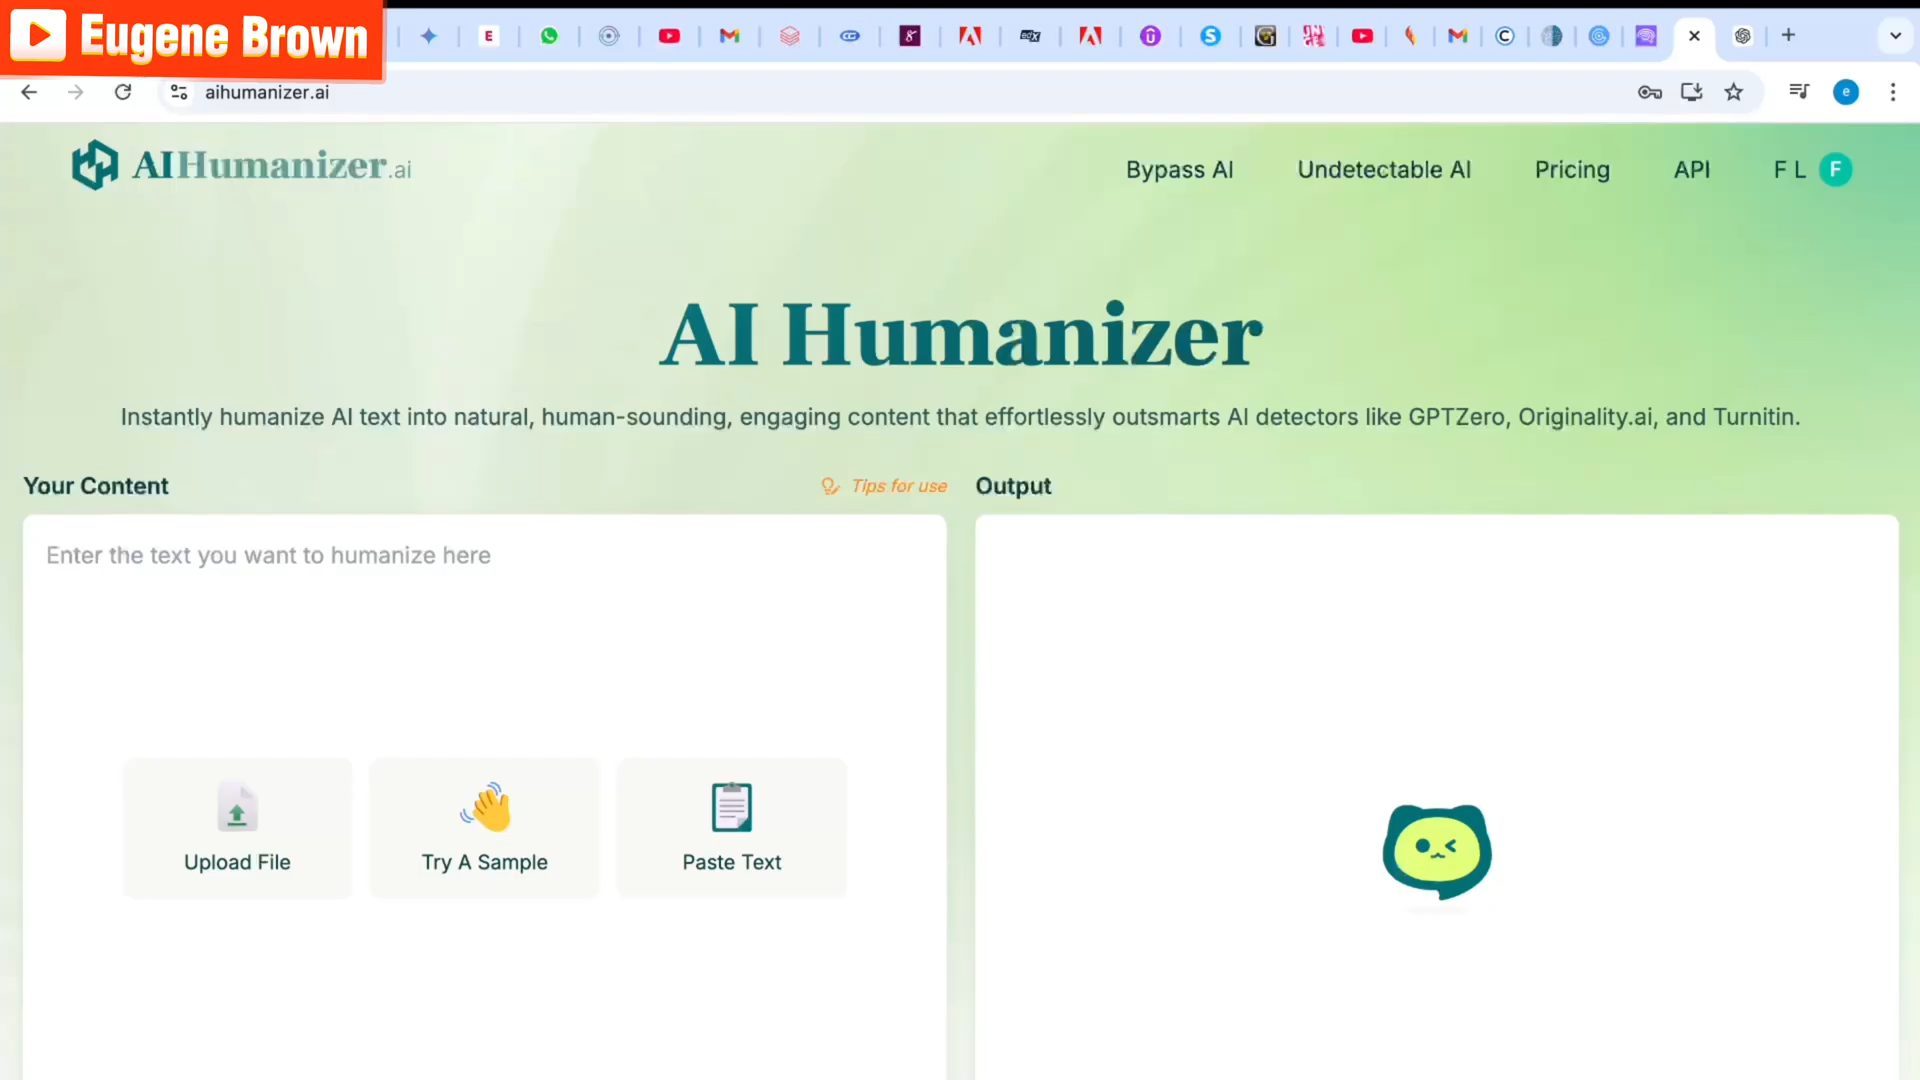 Eugene Brown
aihumanizer.ai
AIHumanizer.ai
Bypass AI
Undetectable AI
Pricing
API
F L
F
AI Humanizer
Instantly humanize AI text into natural, human-sounding, engaging content that effortlessly outsmarts AI detectors like GPTZero, Originality.ai, and Turnitin.
Your Content
Tips for use
Output
Enter the text you want to humanize here
Upload File
Try A Sample
Paste Text